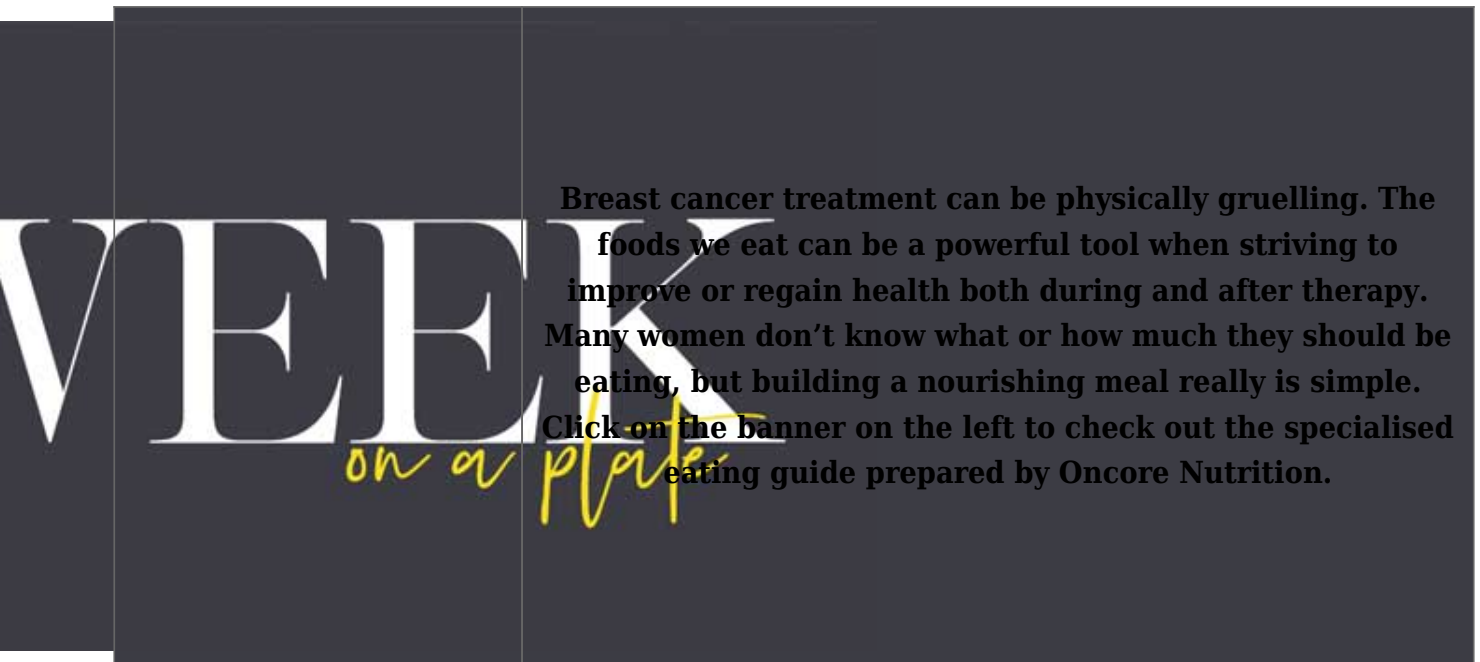 WEEK
on a plate
Breast cancer treatment can be physically gruelling. The
foods we eat can be a powerful tool when striving to
improve or regain health both during and after therapy.
Many women don’t know what or how much they should be
eating, but building a nourishing meal really is simple.
Click on the banner on the left to check out the specialised
eating guide prepared by Oncore Nutrition.